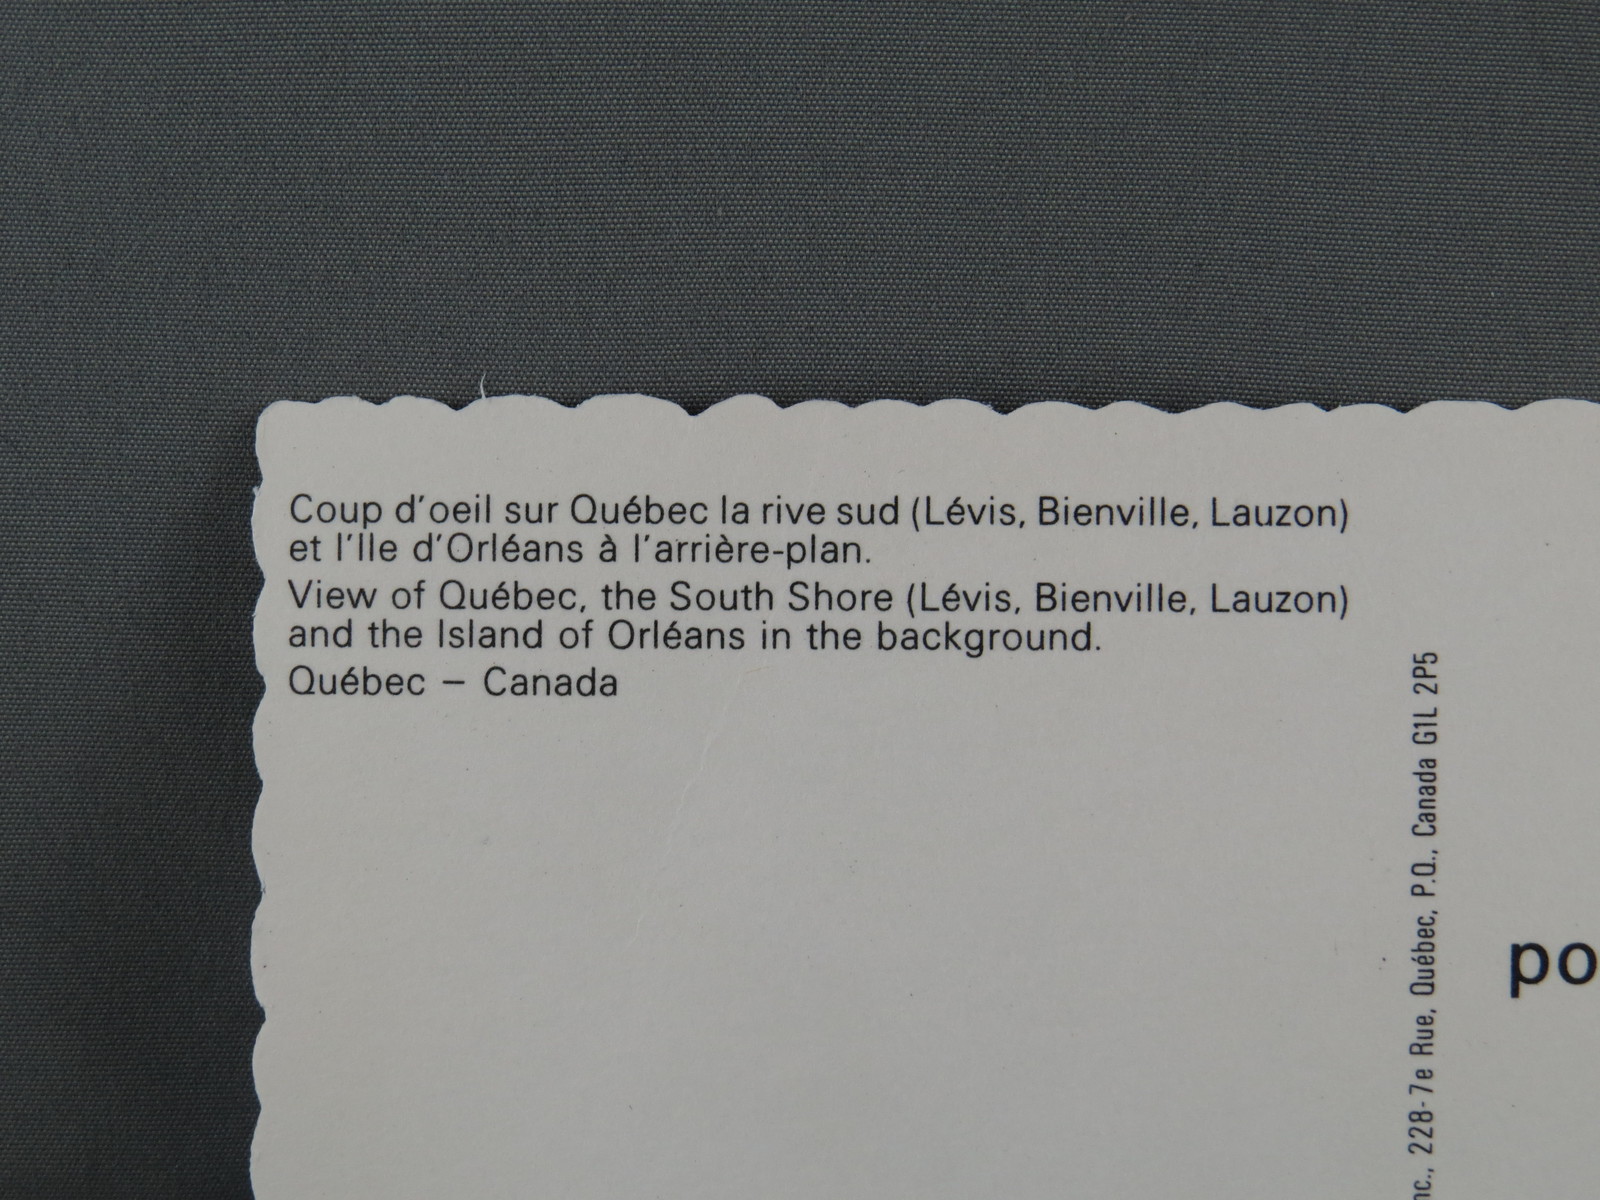 Coup d'oeil sur Québec la rive sud (Lévis, Bienville, Lauzon)
et l'Ile d'Orléans à l'arrière-plan.
View of Québec, the South Shore (Lévis, Bienville, Lauzon)
and the Island of Orléans in the background.
Québec – Canada
228-7e Rue, Québec, P.Q., Canada G1L 2P5